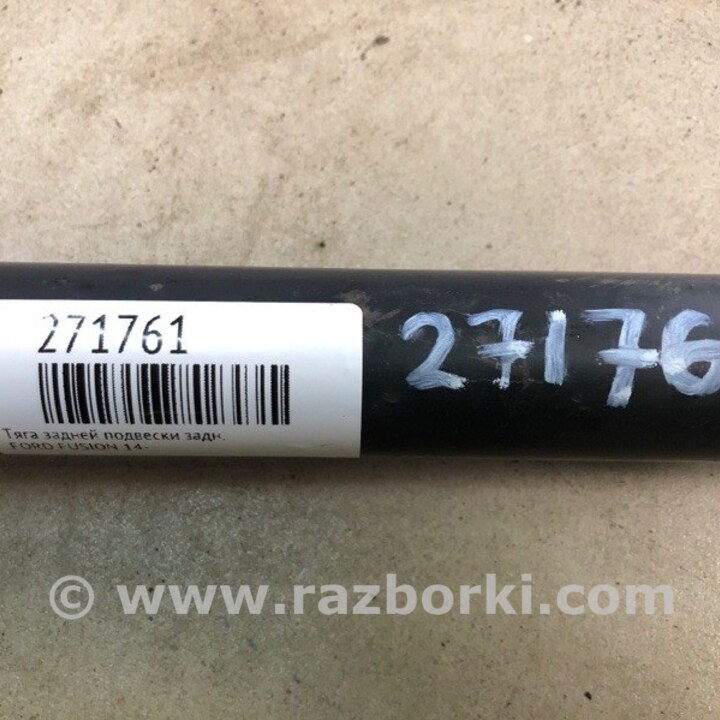 271761
27176
Тяга задней подвески задн.
FORD FUSION 14-
© www.razborki.com